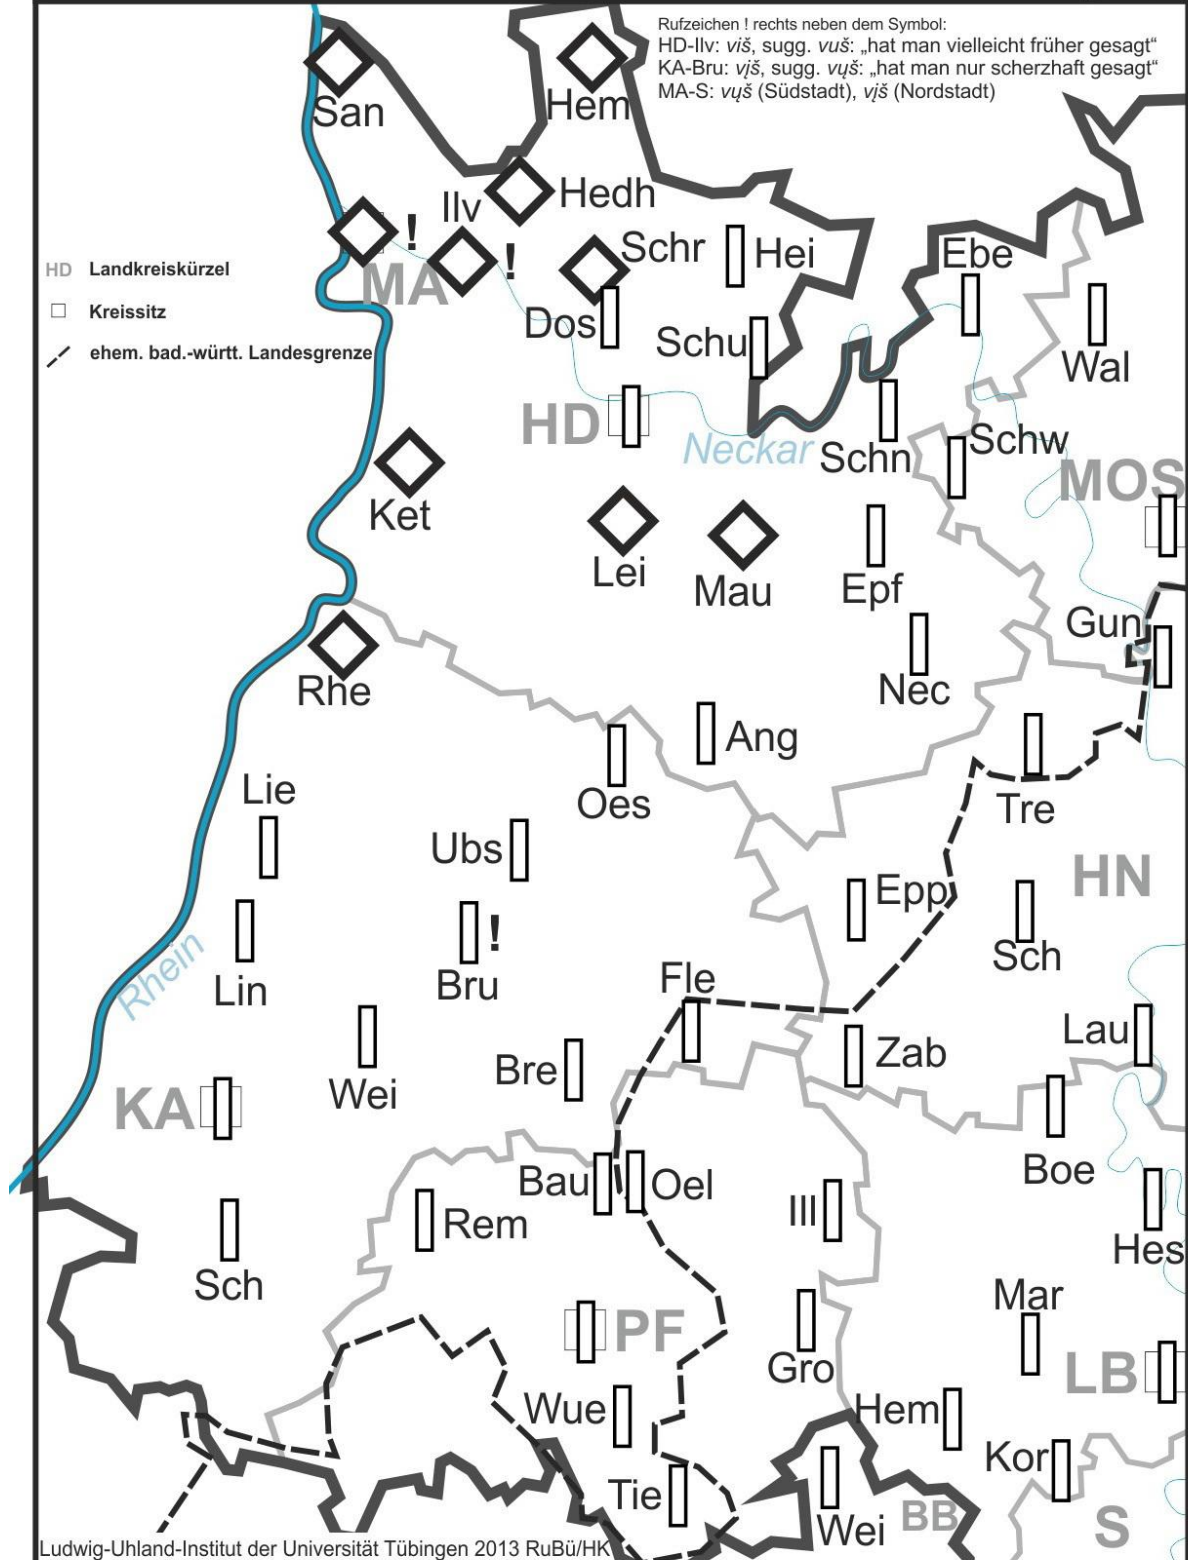 Rufzeichen ! rechts neben dem Symbol:
HD-Ilv: viš, sugg. vuš: „hat man vielleicht früher gesagt“
KA-Bru: vi̯š, sugg. vu̯š: „hat man nur scherzhaft gesagt“
MA-S: vu̯š (Südstadt), vi̯š (Nordstadt)
San
Hem
Hedh
Ilv
!
!
MA
Schr
Hei
Ebe
HD Landkreiskürzel
Kreissitz
ehem. bad.-württ. Landesgrenze
Dos
Schu
Wal
HD
Neckar
Schn
Schw
MOS
Ket
Lei
Mau
Epf
Gun
Rhe
Nec
Ang
Oes
Tre
Lie
Ubs
Epp
HN
Rhein
Lin
Bru
!
Sch
Fle
Lau
Zab
Bre
Wei
KA
Boe
Bau
Oel
Ill
Rem
Hes
Sch
Mar
PF
Gro
LB
Wue
Hem
Kor
Tie
Wei
BB
S
Ludwig-Uhland-Institut der Universität Tübingen 2013 RuBü/HK